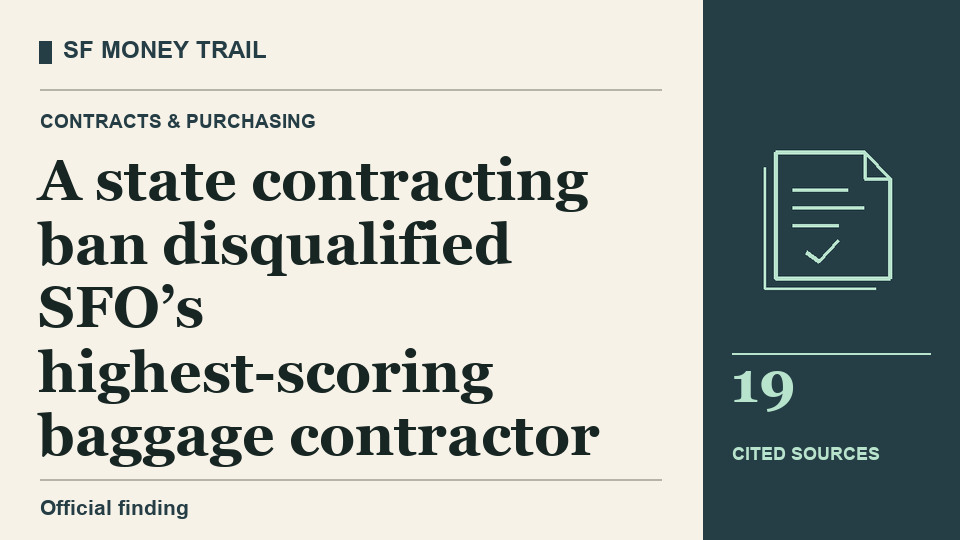 SF MONEY TRAIL
CONTRACTS & PURCHASING
A state contracting
ban disqualified
SFO’s
highest-scoring
baggage contractor
Official finding
19
CITED SOURCES